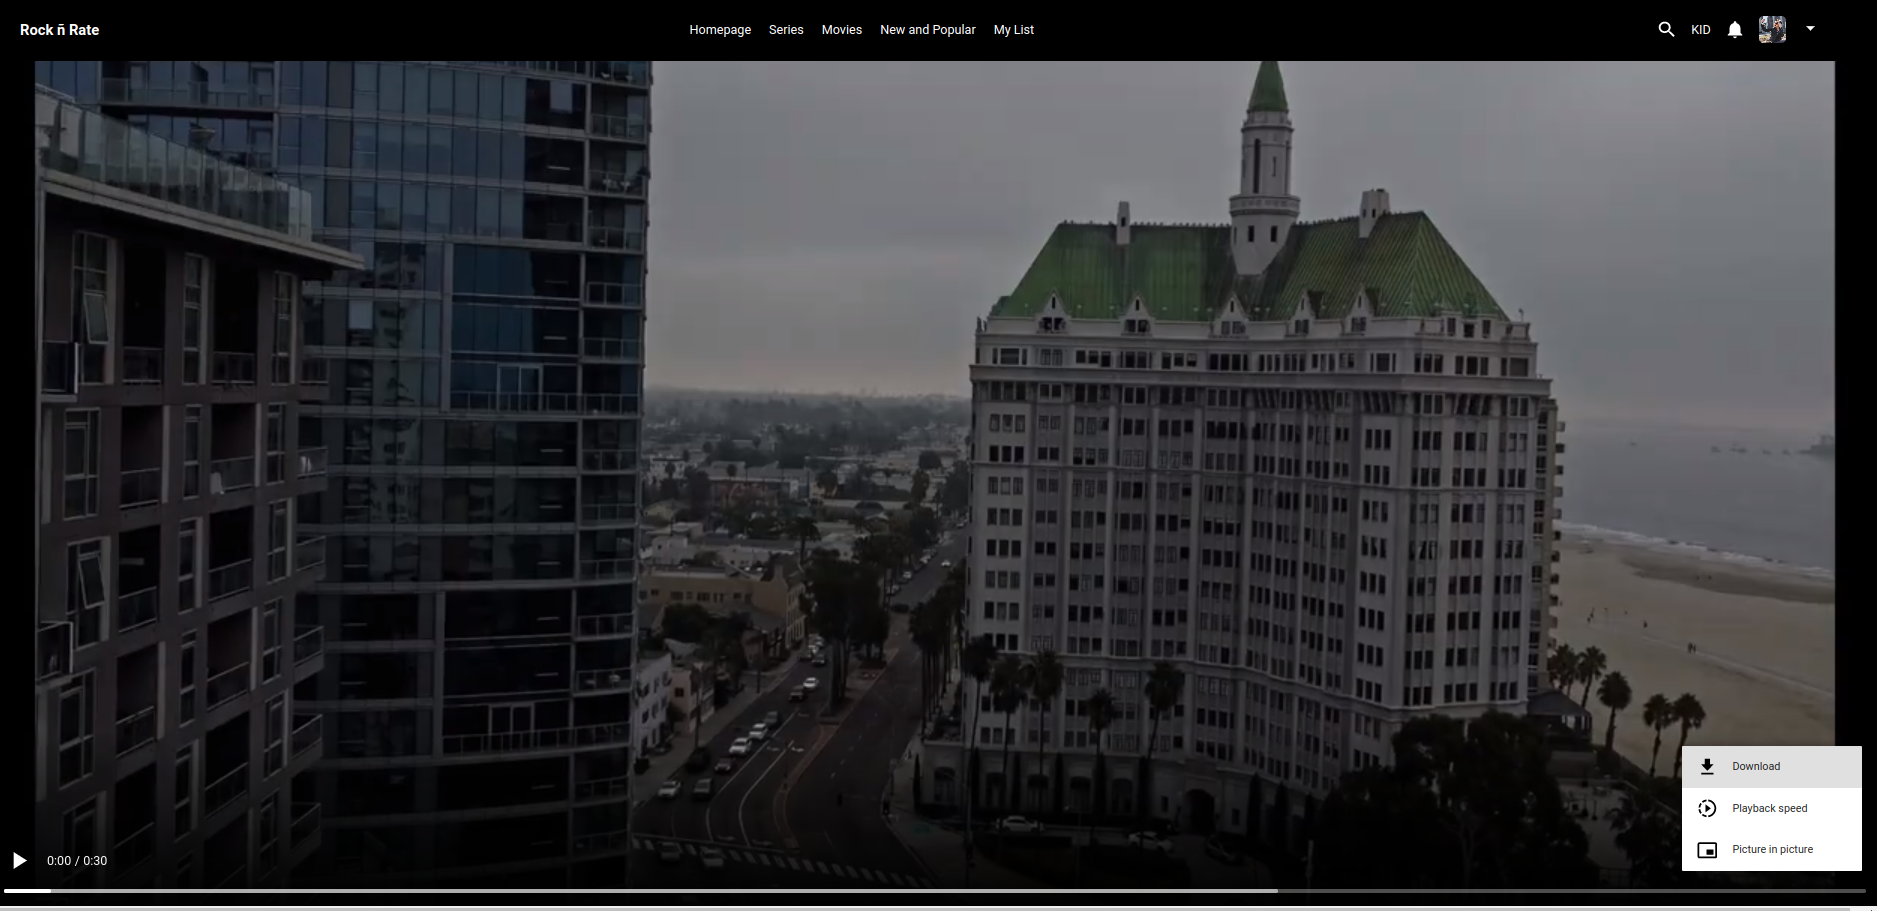 Rock ñ Rate
Homepage Series Movies New and Popular My List
KID
Download
Playback speed
Picture in picture
0:00 / 0:30